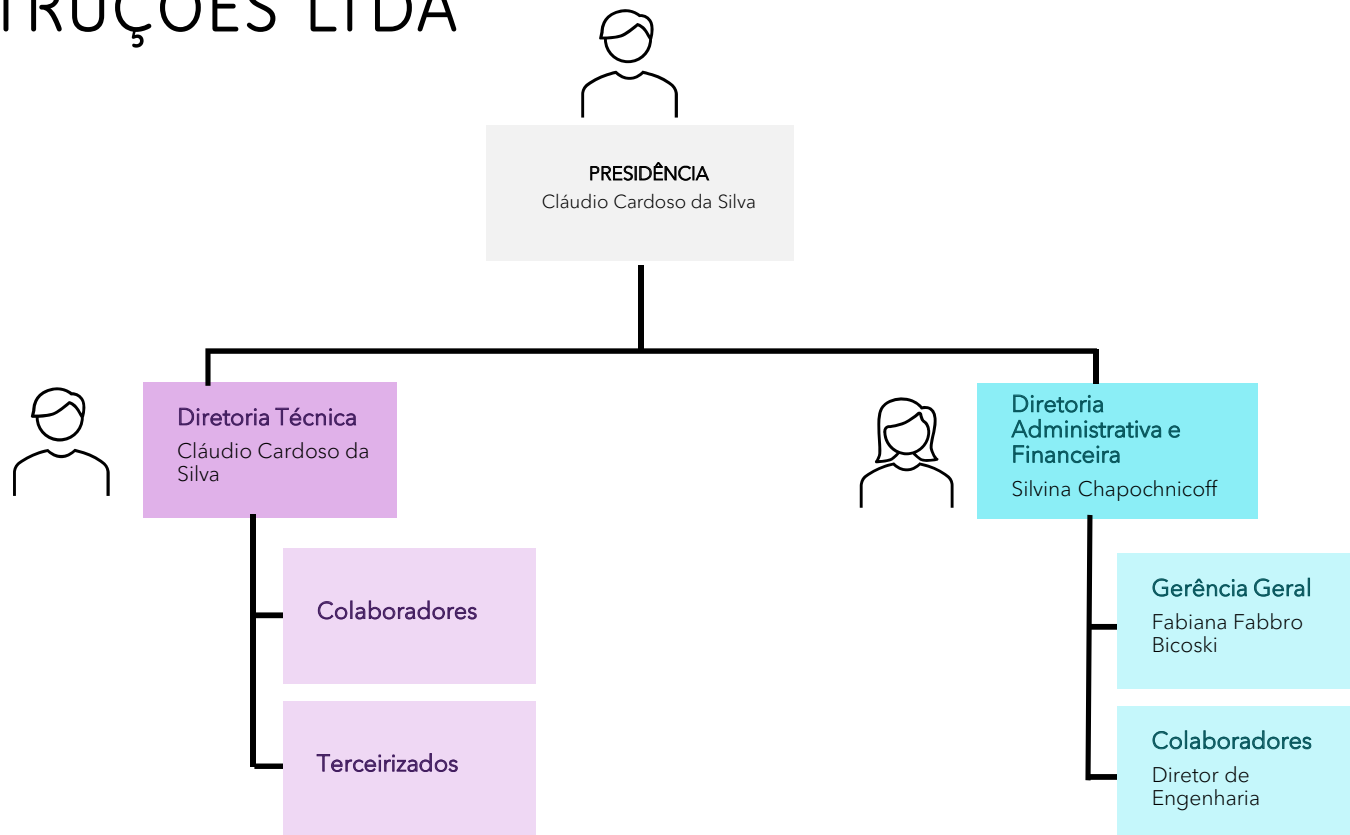 TRUÇÕES LTDA
PRESIDÊNCIA
Cláudio Cardoso da Silva
Diretoria Técnica
Cláudio Cardoso da
Silva
Colaboradores
Terceirizados
Diretoria
Administrativa e
Financeira
Silvina Chapochnicoff
Gerência Geral
Fabiana Fabbro
Bicoski
Colaboradores
Diretor de
Engenharia